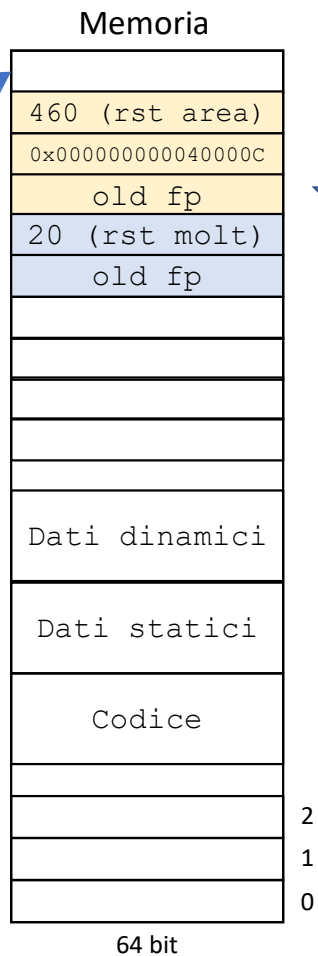 Memoria
460 (rst area)
0x000000000040000C
old fp
20 (rst molt)
old fp
Dati dinamici
Dati statici
Codice
2
1
0
64 bit